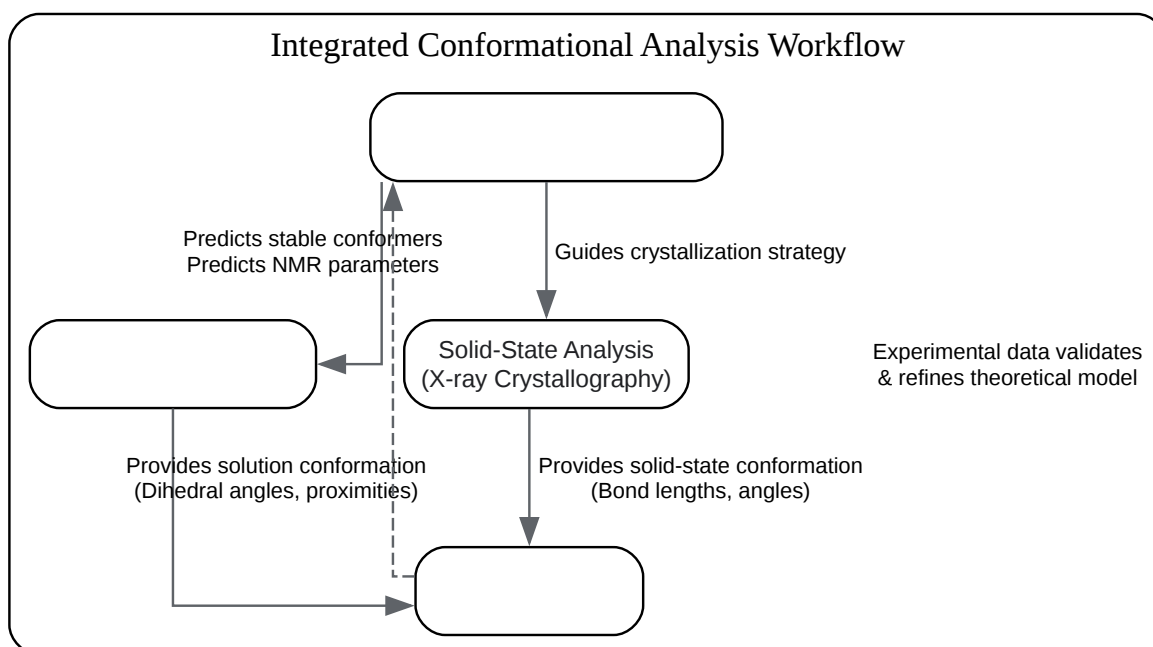 Integrated Conformational Analysis Workflow
Predicts stable conformers
Predicts NMR parameters
Guides crystallization strategy
Solid-State Analysis
(X-ray Crystallography)
Experimental data validates
& refines theoretical model
Provides solution conformation
(Dihedral angles, proximities)
Provides solid-state conformation
(Bond lengths, angles)